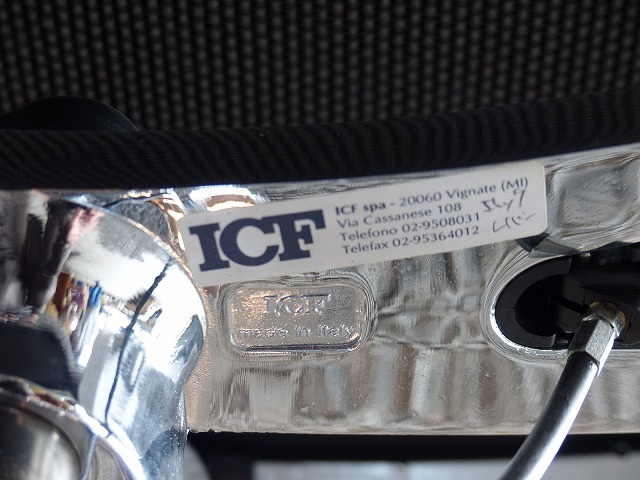 ICF
ICF spa - 20060 Vignate (MI)
Via Cassanese 108
Telefono 02-9508031
Telefax 02-95364012
レバー
ICF
made in Italy